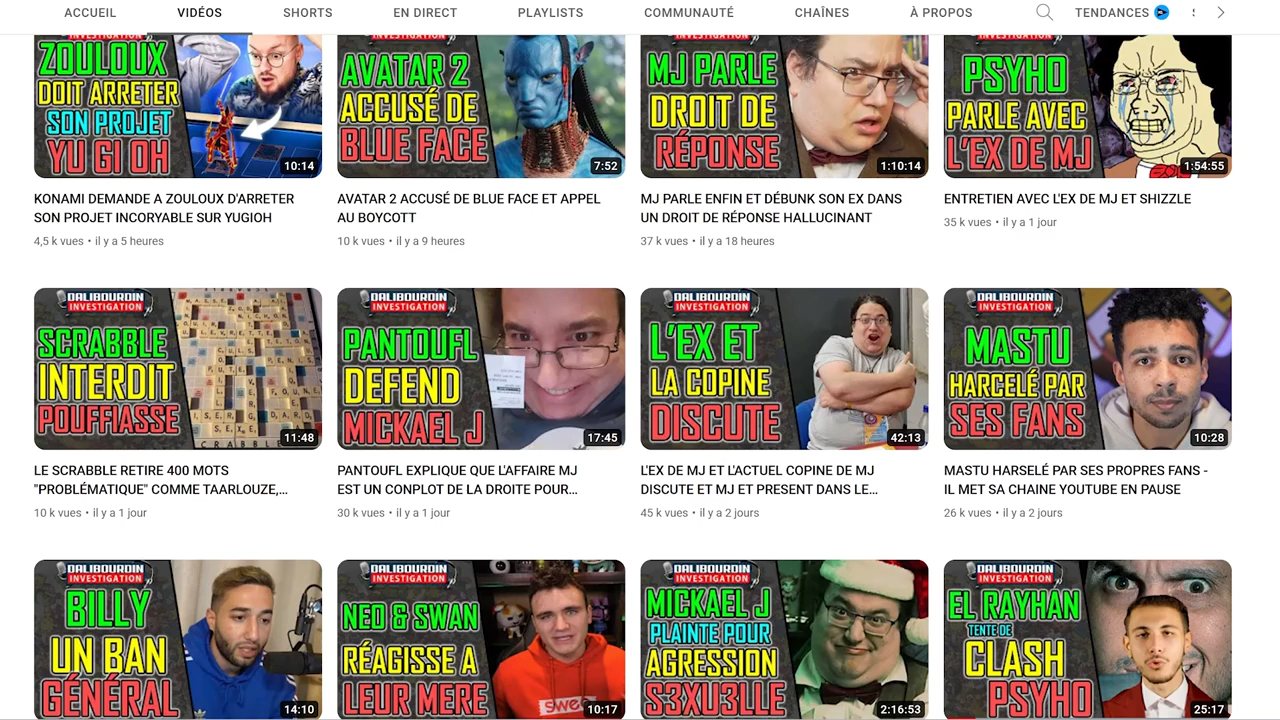 ACCUEIL VIDÉOS SHORTS EN DIRECT PLAYLISTS COMMUNAUTÉ CHAÎNES À PROPOS TENDANCES
ZOULOUX
DOIT ARRETER
SON PROJET
YU GI OH
10:14
KONAMI DEMANDE A ZOULOUX D'ARRETER
SON PROJET INCORYABLE SUR YUGIOH
4,5 k vues • il y a 5 heures
AVATAR 2
ACCUSÉ DE
BLUE FACE
7:52
AVATAR 2 ACCUSÉ DE BLUE FACE ET APPEL
AU BOYCOTT
10 k vues • il y a 9 heures
MJ PARLE
DROIT DE
RÉPONSE
1:10:14
MJ PARLE ENFIN ET DÉBUNK SON EX DANS
UN DROIT DE RÉPONSE HALLUCINANT
37 k vues • il y a 18 heures
PSYHO
PARLE AVEC
L'EX DE MJ
1:54:55
ENTRETIEN AVEC L'EX DE MJ ET SHIZZLE
35 k vues • il y a 1 jour
DALIBOURDIN
INVESTIGATION
SCRABBLE
INTERDIT
POUFFIASSE
SCRABBLE
11:48
LE SCRABBLE RETIRE 400 MOTS
"PROBLÉMATIQUE" COMME TAARLOUZE,...
10 k vues • il y a 1 jour
DALIBOURDIN
INVESTIGATION
PANTOUFL
DEFEND
MICKAEL J
17:45
PANTOUFL EXPLIQUE QUE L'AFFAIRE MJ
EST UN CONPLOT DE LA DROITE POUR...
30 k vues • il y a 1 jour
DALIBOURDIN
INVESTIGATION
L'EX ET
LA COPINE
DISCUTE
42:13
L'EX DE MJ ET L'ACTUEL COPINE DE MJ
DISCUTE ET MJ ET PRESENT DANS LE...
45 k vues • il y a 2 jours
DALIBOURDIN
INVESTIGATION
MASTU
HARCELÉ PAR
SES FANS
10:28
MASTU HARSELÉ PAR SES PROPRES FANS -
IL MET SA CHAINE YOUTUBE EN PAUSE
26 k vues • il y a 2 jours
DALIBOURDIN
INVESTIGATION
BILLY
UN BAN
GÉNÉRAL
14:10
DALIBOURDIN
INVESTIGATION
NEO & SWAN
RÉAGISSE A
LEUR MERE
10:17
DALIBOURDIN
INVESTIGATION
MICKAEL J
PLAINTE POUR
AGRESSION
S3XU3LLE
2:16:53
DALIBOURDIN
INVESTIGATION
EL RAYHAN
TENTE DE
CLASH
PSYHO
25:17